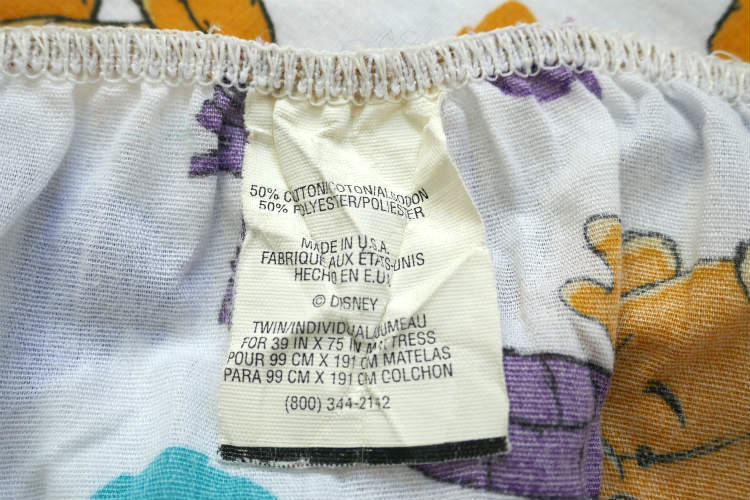 50% COTTON/COTON/ALGODON
50% POLYESTER/POLIESTER
MADE IN U.S.A.
FABRIQUE AUX ÉTATS-UNIS
HECHO EN E.U.
© DISNEY
TWIN/INDIVIDUAL/JUMEAU
FOR 39 IN X 75 IN MATTRESS
POUR 99 CM X 191 CM MATELAS
PARA 99 CM X 191 CM COLCHON
(800) 344-2142